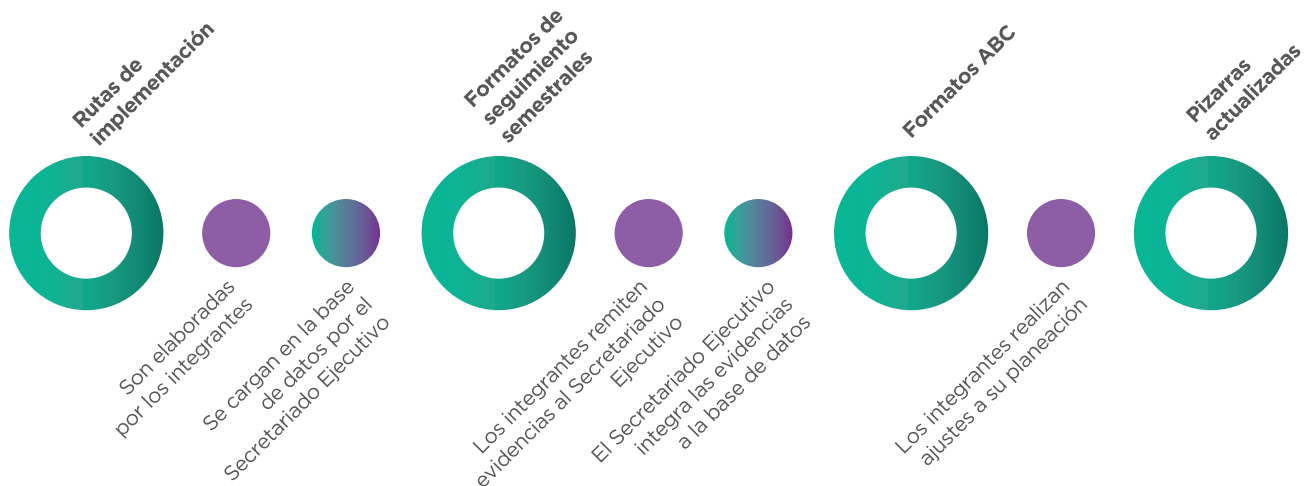 Rutas de
implementación
Son elaboradas
por los integrantes
Se cargan en la base
de datos por el
Secretariado Ejecutivo
Formatos de
seguimiento
semestrales
Los integrantes remiten
evidencias al Secretariado
Ejecutivo
El Secretariado Ejecutivo
integra las evidencias
a la base de datos
Formatos ABC
Los integrantes realizan
ajustes a su planeación
Pizarras
actualizadas